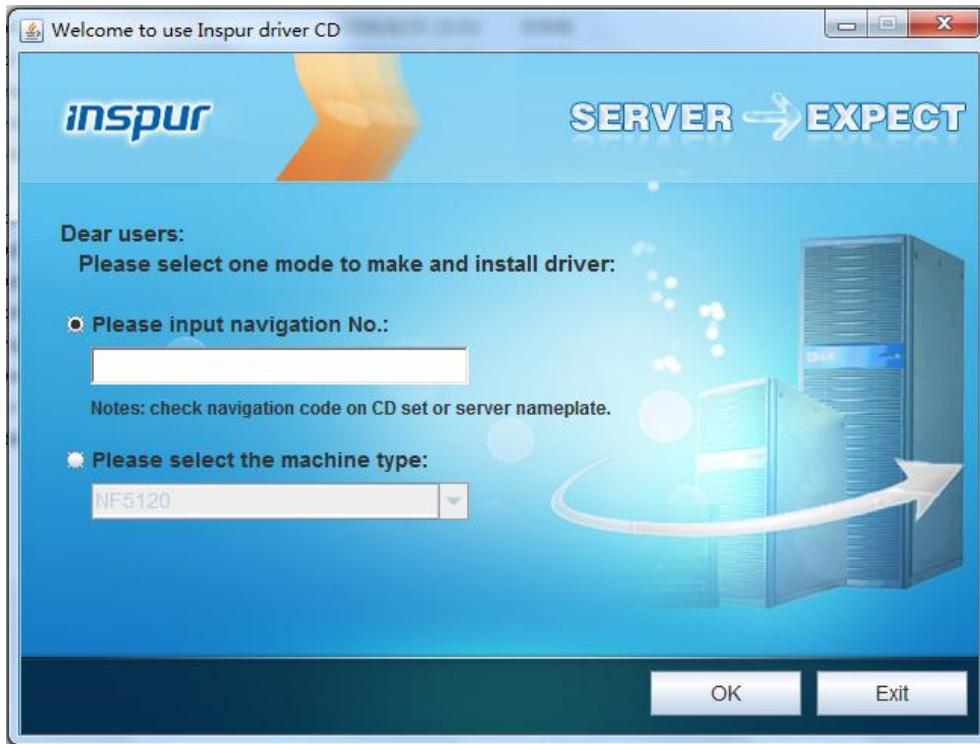 Welcome to use Inspur driver CD
inspur
SERVER EXPECT
Dear users:
Please select one mode to make and install driver:
Please input navigation No.:
Notes: check navigation code on CD set or server nameplate.
Please select the machine type:
NF5120
OK Exit